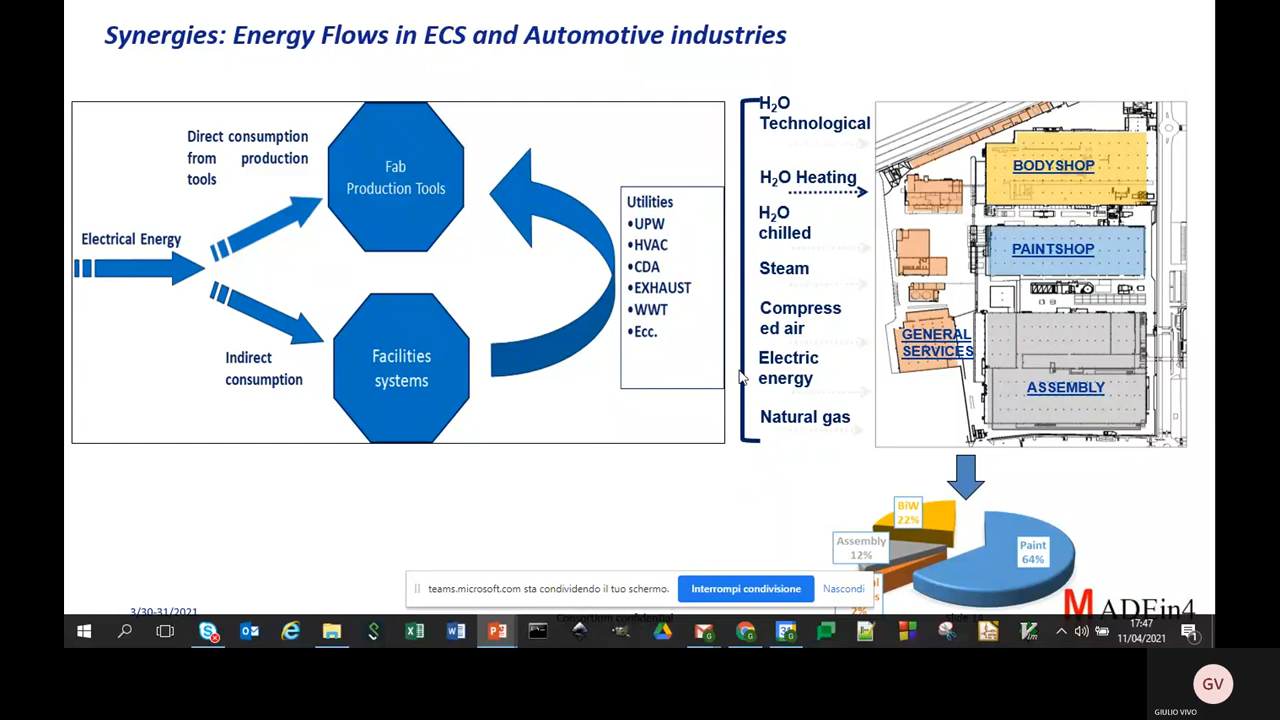 Synergies: Energy Flows in ECS and Automotive industries
Direct consumption
from production
tools
Fab
Production Tools
Electrical Energy
Indirect
consumption
Facilities
systems
Utilities
•UPW
•HVAC
•CDA
•EXHAUST
•WWT
•Ecc.
H2O
Technological
H2O Heating
H2O
chilled
Steam
Compress
ed air
Electric
energy
Natural gas
BODYSHOP
PAINTSHOP
GENERAL
SERVICES
ASSEMBLY
BiW
22%
Assembly
12%
Paint
64%
2%
teams.microsoft.com sta condividendo il tuo schermo.
Interrompi condivisione
Nascondi
3/30-31/2021
Consortium confidential
MADEin4
17:47
11/04/2021
GV
GIULIO VIVO